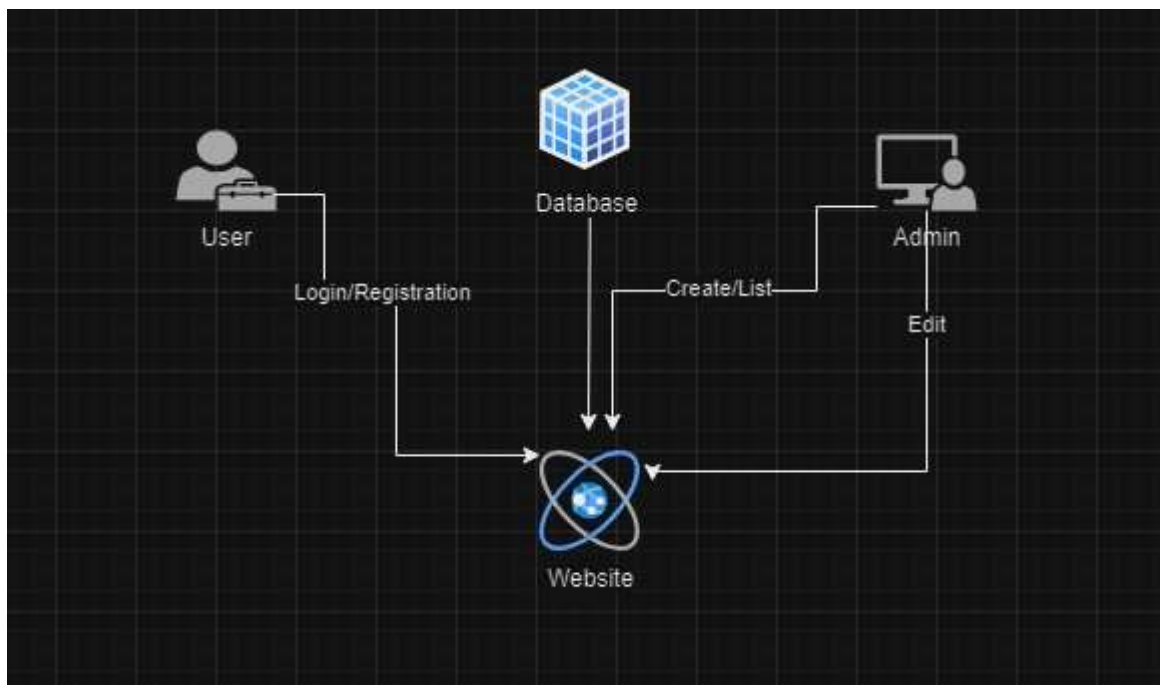 Database
User
Admin
Login/Registration
Create/List
Edit
Website